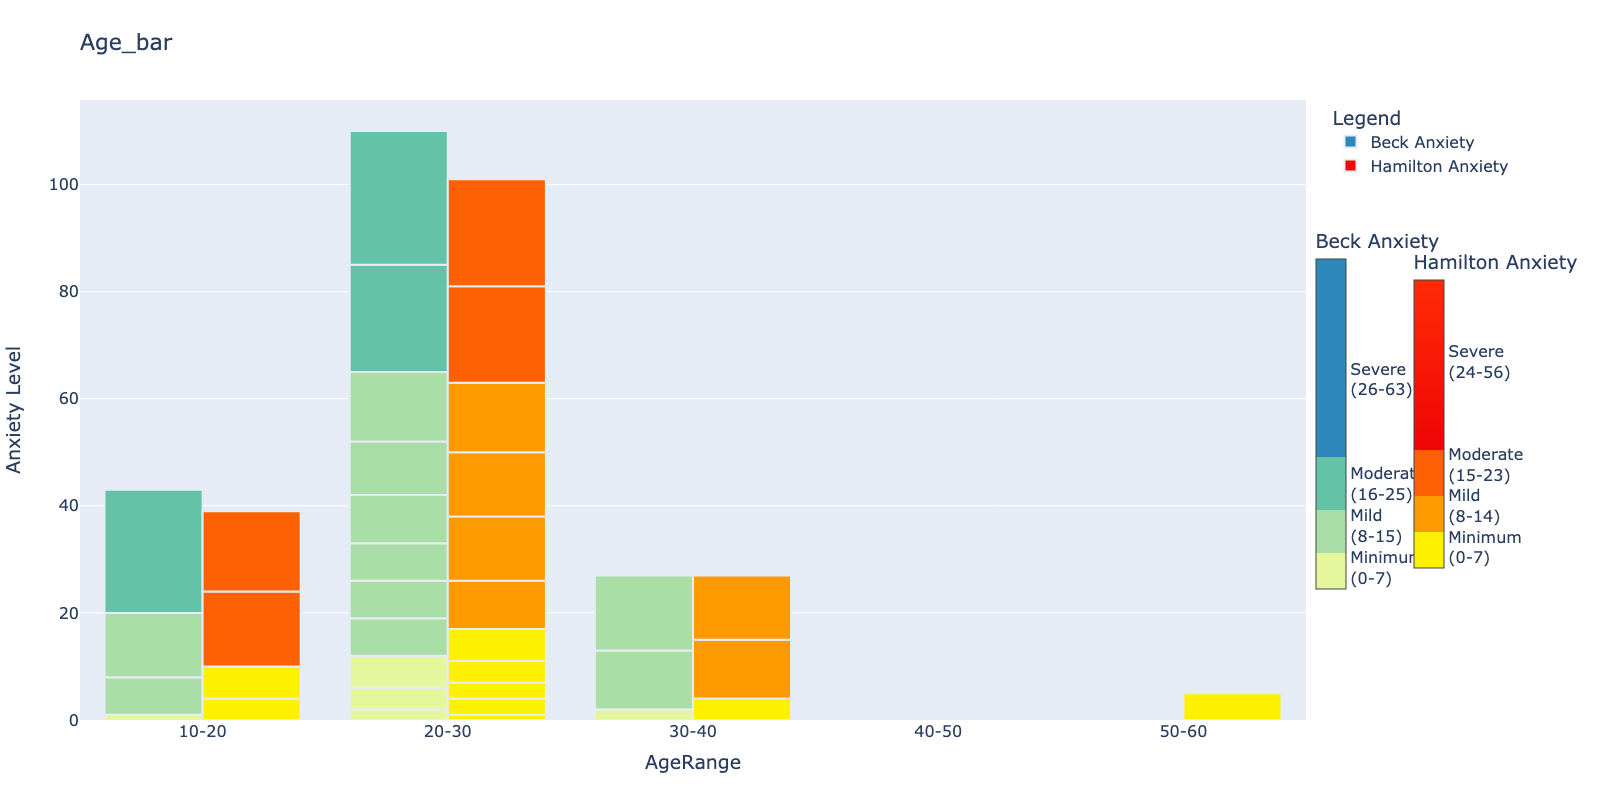 Age_bar
Legend
Beck Anxiety
Hamilton Anxiety
Beck Anxiety
Severe
(26-63)
Moderat
(16-25)
Mild
(8-15)
Minimum
(0-7)
Hamilton Anxiety
Severe
(24-56)
Moderate
(15-23)
Mild
(8-14)
Minimum
(0-7)
Anxiety Level
100
80
60
40
20
0
10-20
20-30
30-40
40-50
50-60
AgeRange